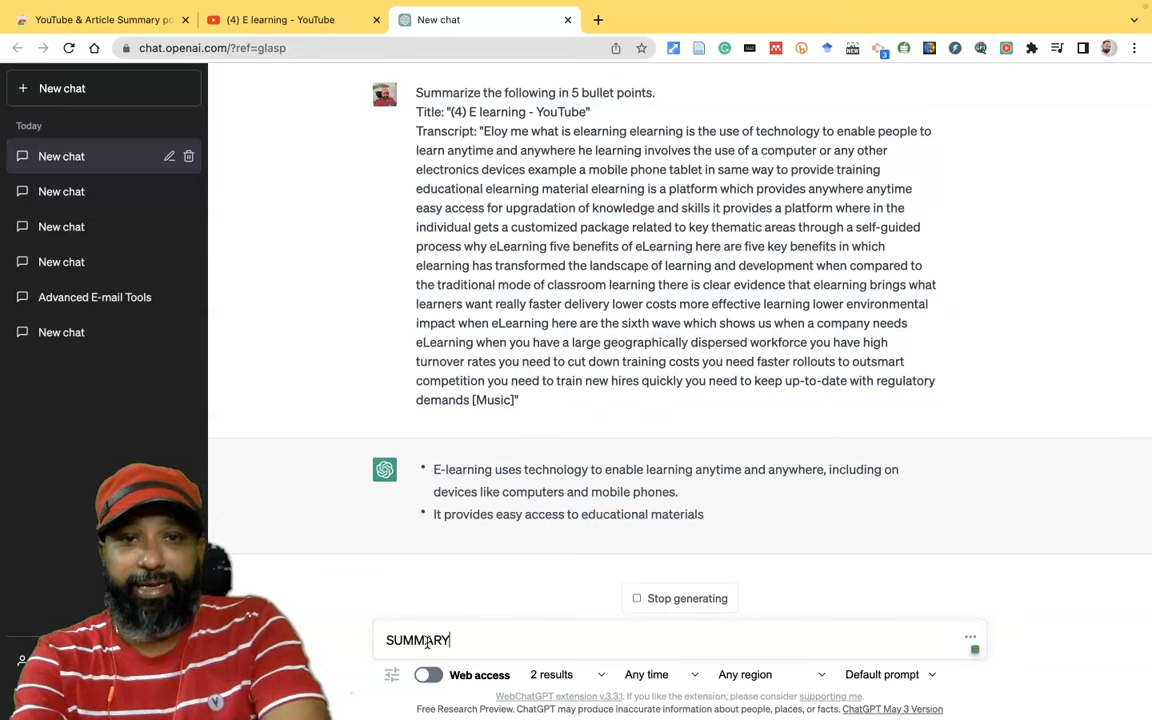 YouTube & Article Summary po
(4) E learning - YouTube
New chat
chat.openai.com/?ref=glasp
NEW
3
New chat
Today
New chat
New chat
New chat
New chat
Advanced E-mail Tools
New chat
Summarize the following in 5 bullet points.
Title: "(4) E learning - YouTube"
Transcript: "Eloy me what is elearning elearning is the use of technology to enable people to
learn anytime and anywhere he learning involves the use of a computer or any other
electronics devices example a mobile phone tablet in same way to provide training
educational elearning material elearning is a platform which provides anywhere anytime
easy access for upgradation of knowledge and skills it provides a platform where in the
individual gets a customized package related to key thematic areas through a self-guided
process why eLearning five benefits of eLearning here are five key benefits in which
elearning has transformed the landscape of learning and development when compared to
the traditional mode of classroom learning there is clear evidence that elearning brings what
learners want really faster delivery lower costs more effective learning lower environmental
impact when eLearning here are the sixth wave which shows us when a company needs
eLearning when you have a large geographically dispersed workforce you have high
turnover rates you need to cut down training costs you need faster rollouts to outsmart
competition you need to train new hires quickly you need to keep up-to-date with regulatory
demands [Music]"
• E-learning uses technology to enable learning anytime and anywhere, including on
devices like computers and mobile phones.
• It provides easy access to educational materials
Stop generating
SUMMARY
Web access 2 results Any time Any region Default prompt
WebChatGPT extension v.3.3.1. If you like the extension, please consider supporting me.
Free Research Preview. ChatGPT may produce inaccurate information about people, places, or facts. ChatGPT May 3 Version